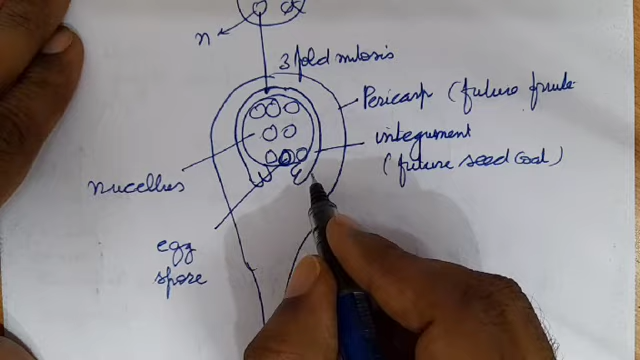 n
3 fold mitosis
Pericarp (future fruit
integument
(future seed coat)
nucellus
egg
spore